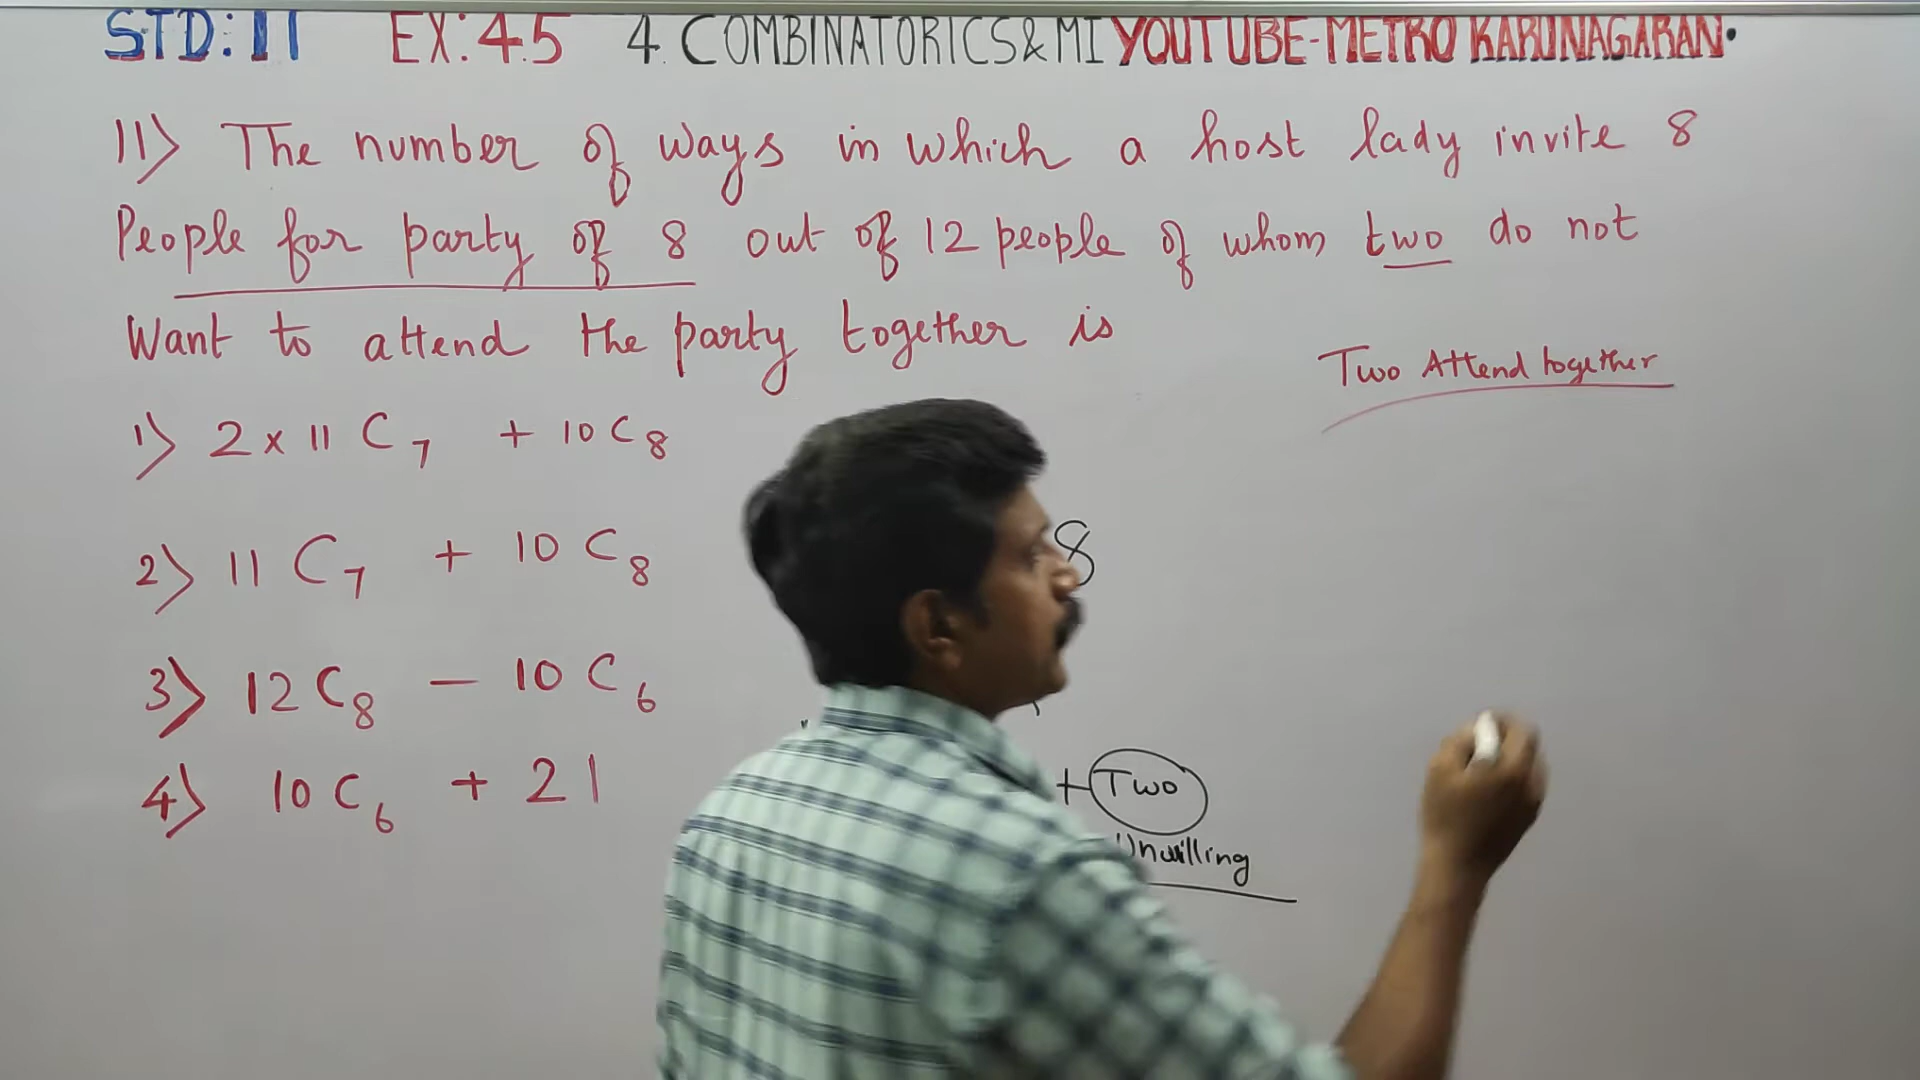 STD: 11 EX: 4.5 4. COMBINATORICS & MI YOUTUBE-METRO KARUNAGARAN.
11) The number of ways in which a host lady invite 8
People for party of 8 out of 12 people of whom two do not
Want to attend the party together is
Two Attend together
1) 2 x 11 C 7 + 10 C 8
2) 11 C 7 + 10 C 8
3) 12 C 8 - 10 C 6
4) 10 C 6 + 2!
8
+ Two
Unwilling